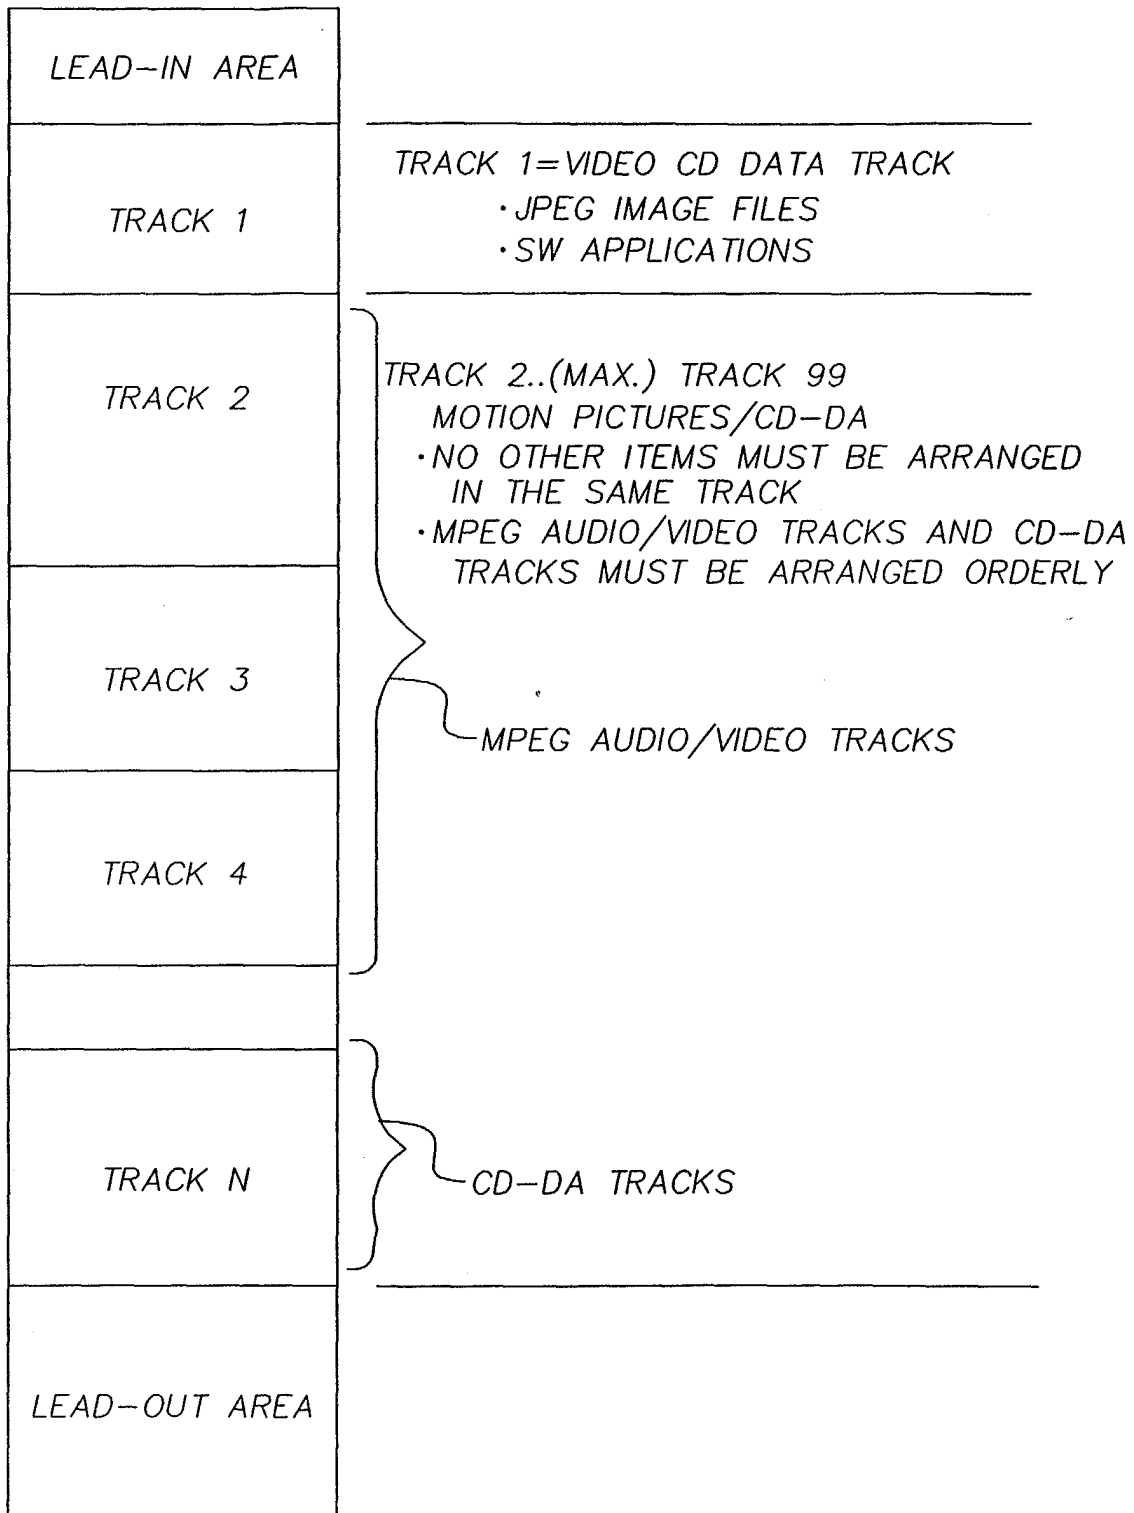 LEAD-IN AREA
TRACK 1
TRACK 1=VIDEO CD DATA TRACK
·JPEG IMAGE FILES
·SW APPLICATIONS
TRACK 2
TRACK 2..(MAX.) TRACK 99
MOTION PICTURES/CD-DA
·NO OTHER ITEMS MUST BE ARRANGED
IN THE SAME TRACK
·MPEG AUDIO/VIDEO TRACKS AND CD-DA
TRACKS MUST BE ARRANGED ORDERLY
TRACK 3
MPEG AUDIO/VIDEO TRACKS
TRACK 4
TRACK N
CD-DA TRACKS
LEAD-OUT AREA